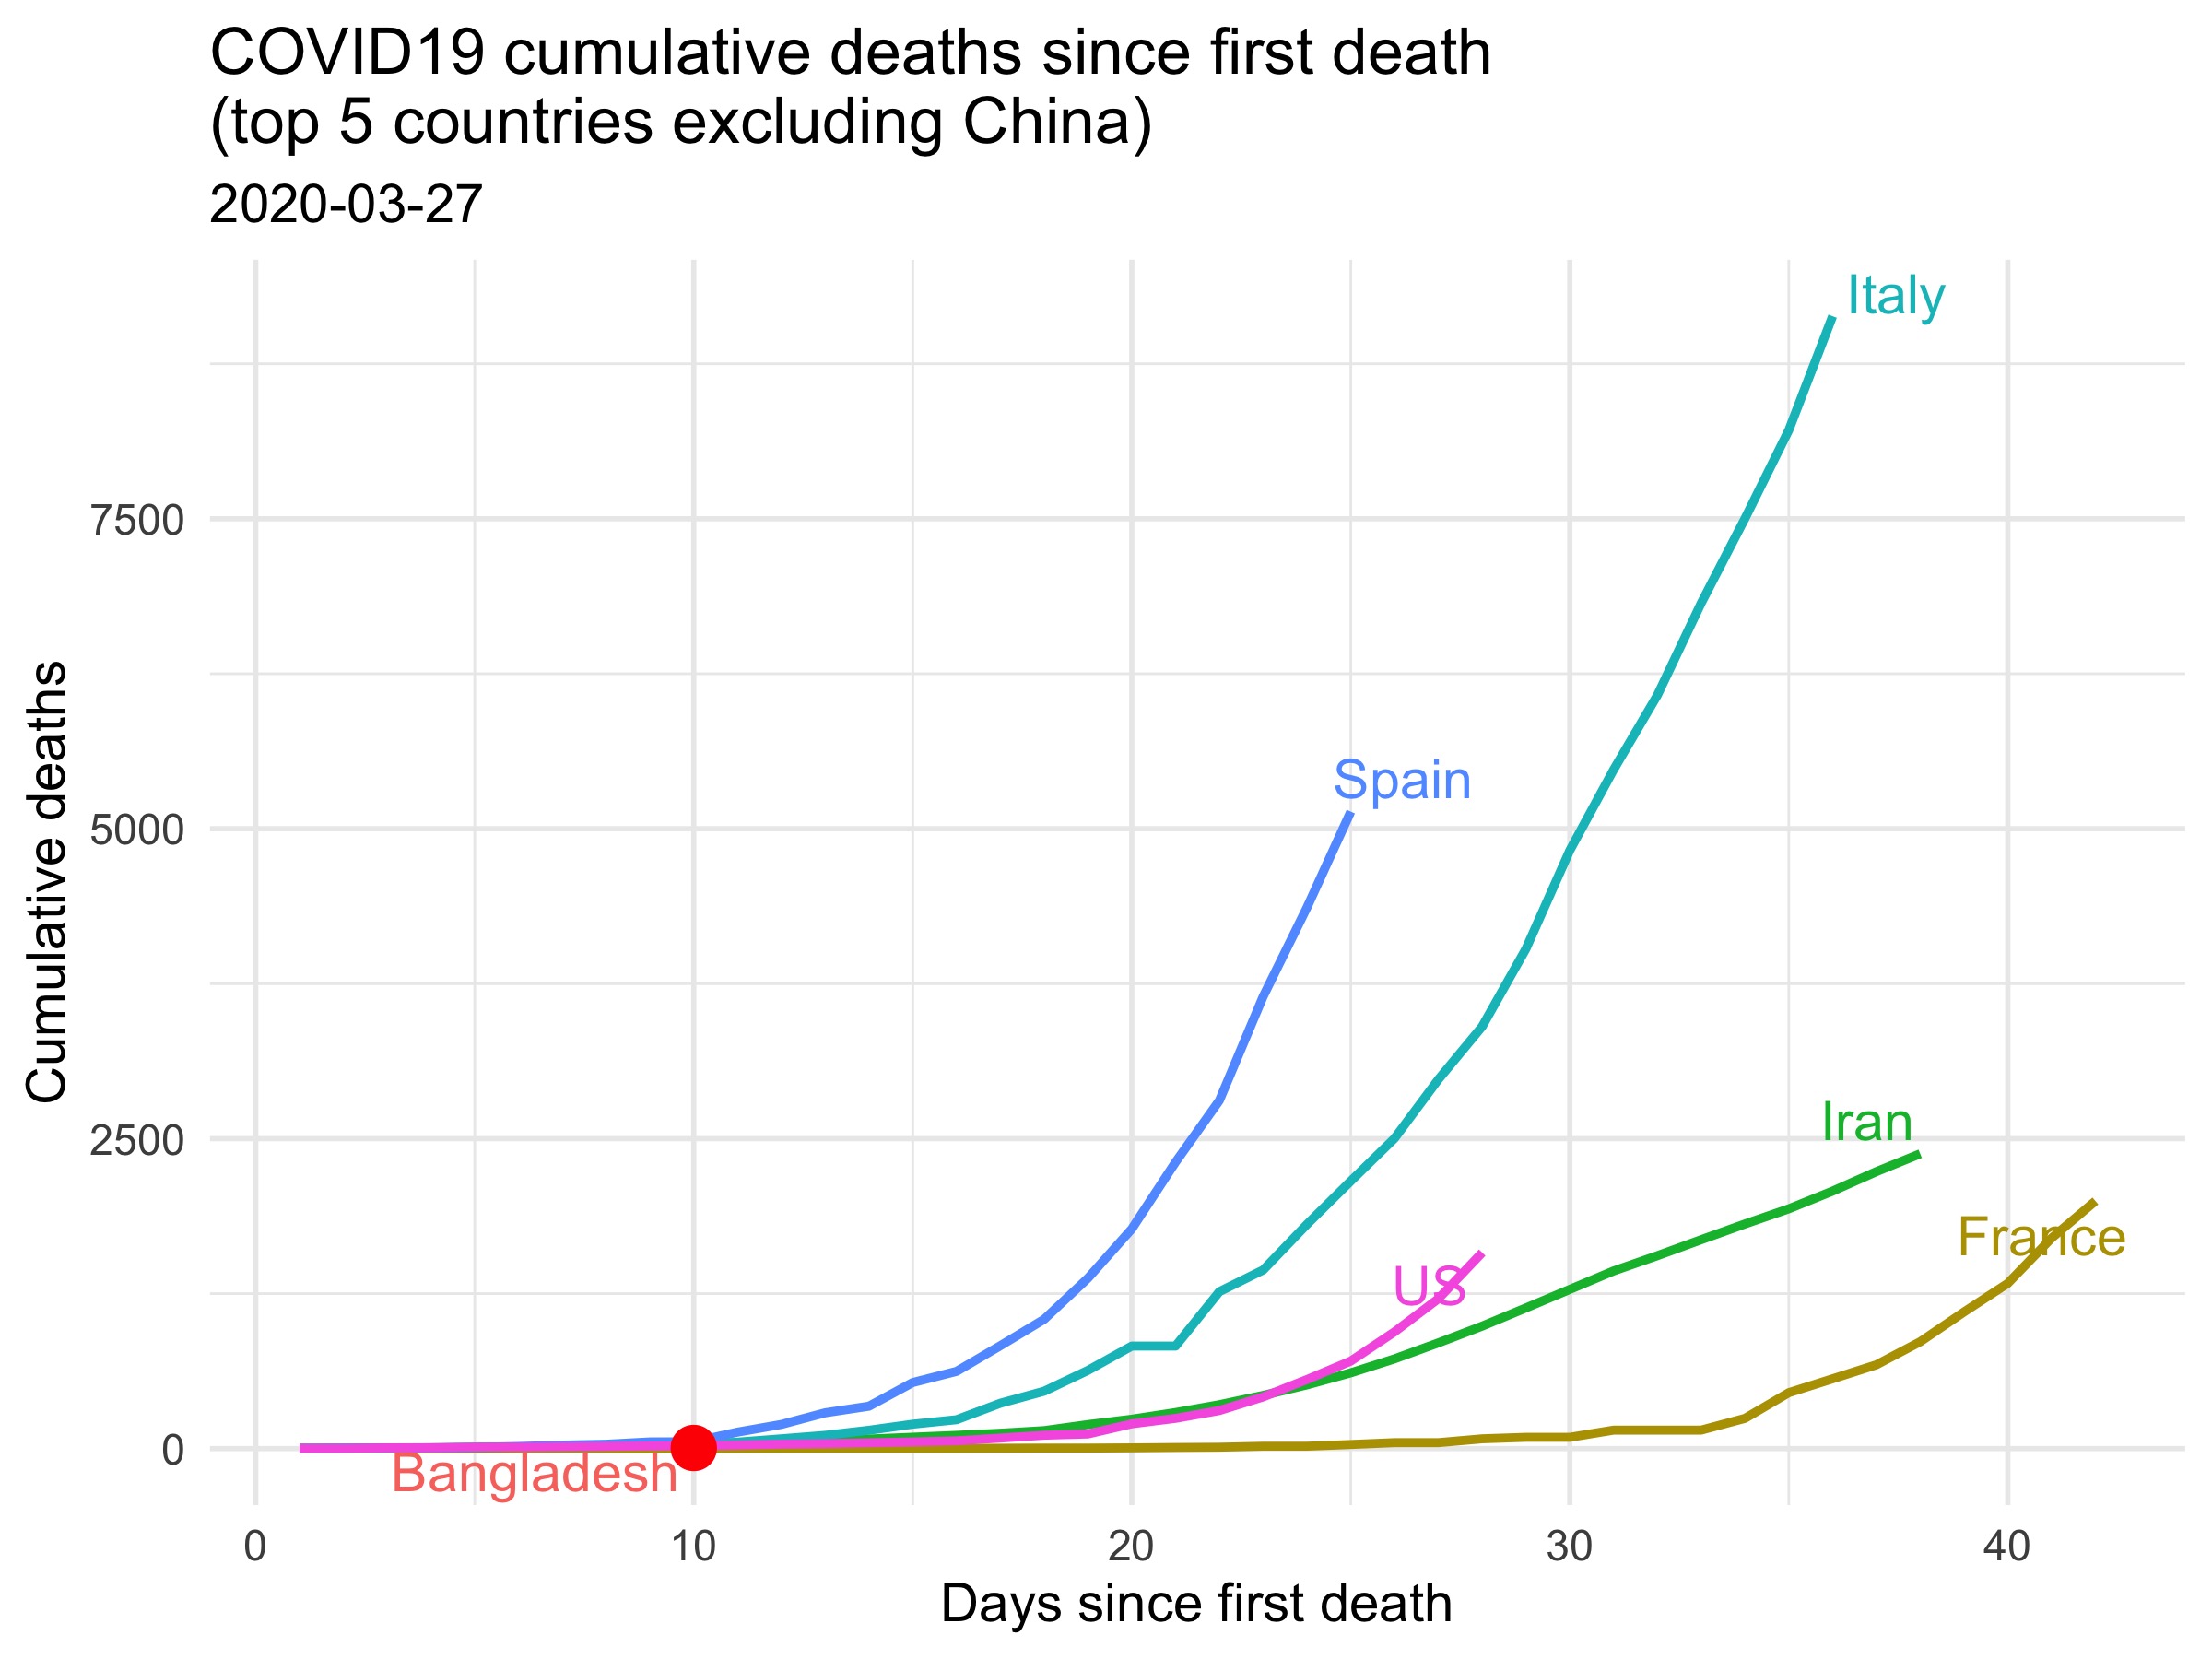 COVID19 cumulative deaths since first death
(top 5 countries excluding China)
2020-03-27
Italy
7500
Spain
5000
Iran
2500
France
US
0
Bangladesh
0 10 20 30 40
Cumulative deaths
Days since first death